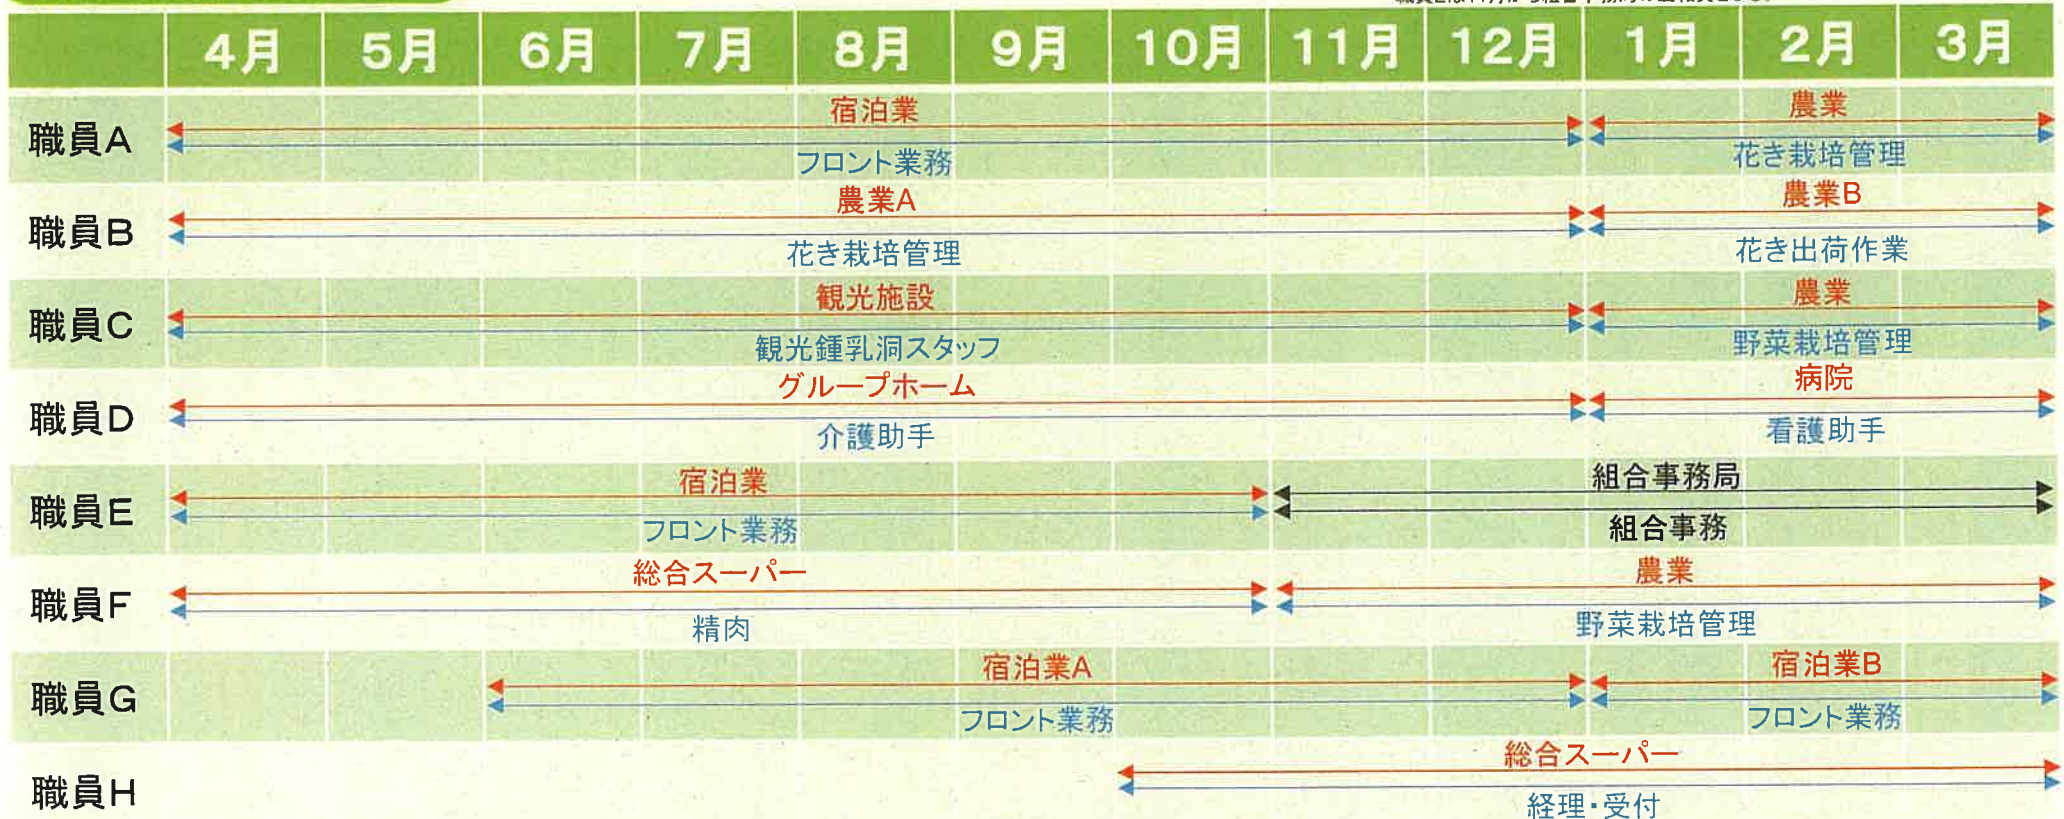 4月 5月 6月 7月 8月 9月 10月 11月 12月 1月 2月 3月
職員A
宿泊業 農業
フロント業務 花き栽培管理
職員B
農業A 農業B
花き栽培管理 花き出荷作業
職員C
観光施設 農業
観光鍾乳洞スタッフ 野菜栽培管理
職員D
グループホーム 病院
介護助手 看護助手
職員E
宿泊業 組合事務局
フロント業務 組合事務
職員F
総合スーパー 農業
精肉 野菜栽培管理
職員G
宿泊業A 宿泊業B
フロント業務 フロント業務
職員H
総合スーパー
経理・受付